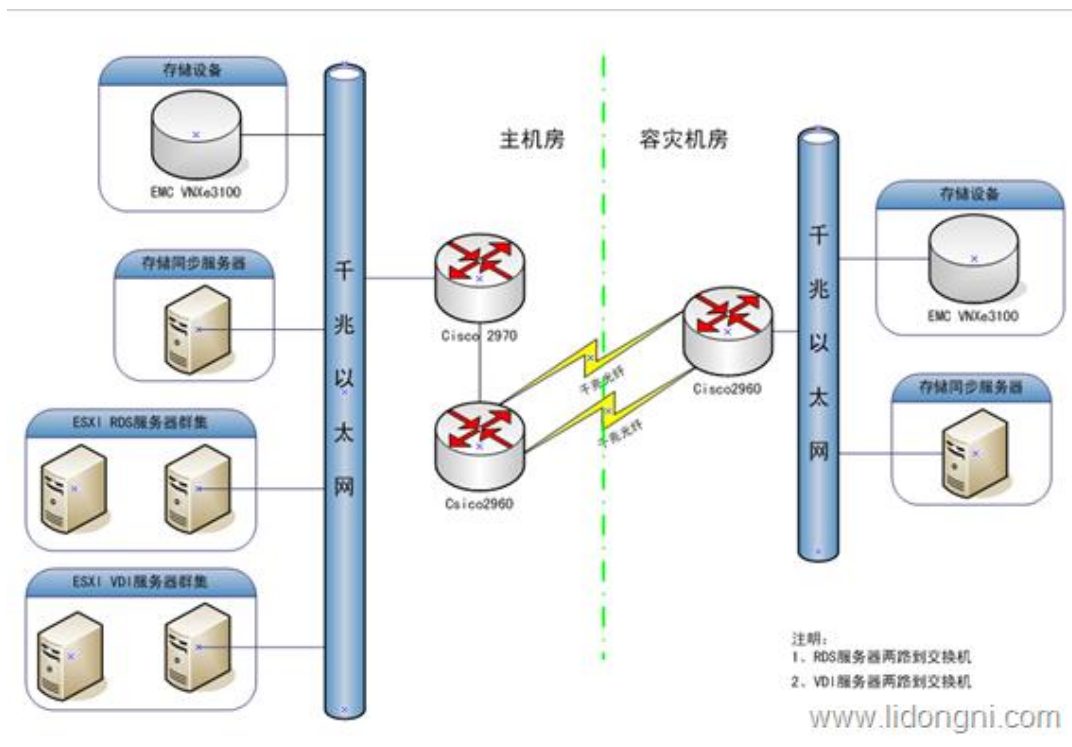 存储设备
EMC VNXe3100
存储同步服务器
ESXI RDS服务器群集
ESXI VDI服务器群集
千兆以太网
主机房
容灾机房
Cisco 2970
Csico2960
千兆光纤
千兆光纤
Cisco2960
千兆以太网
存储设备
EMC VNXe3100
存储同步服务器
注明:
1、RDS服务器两路到交换机
2、VDI服务器两路到交换机
www.lidongni.com